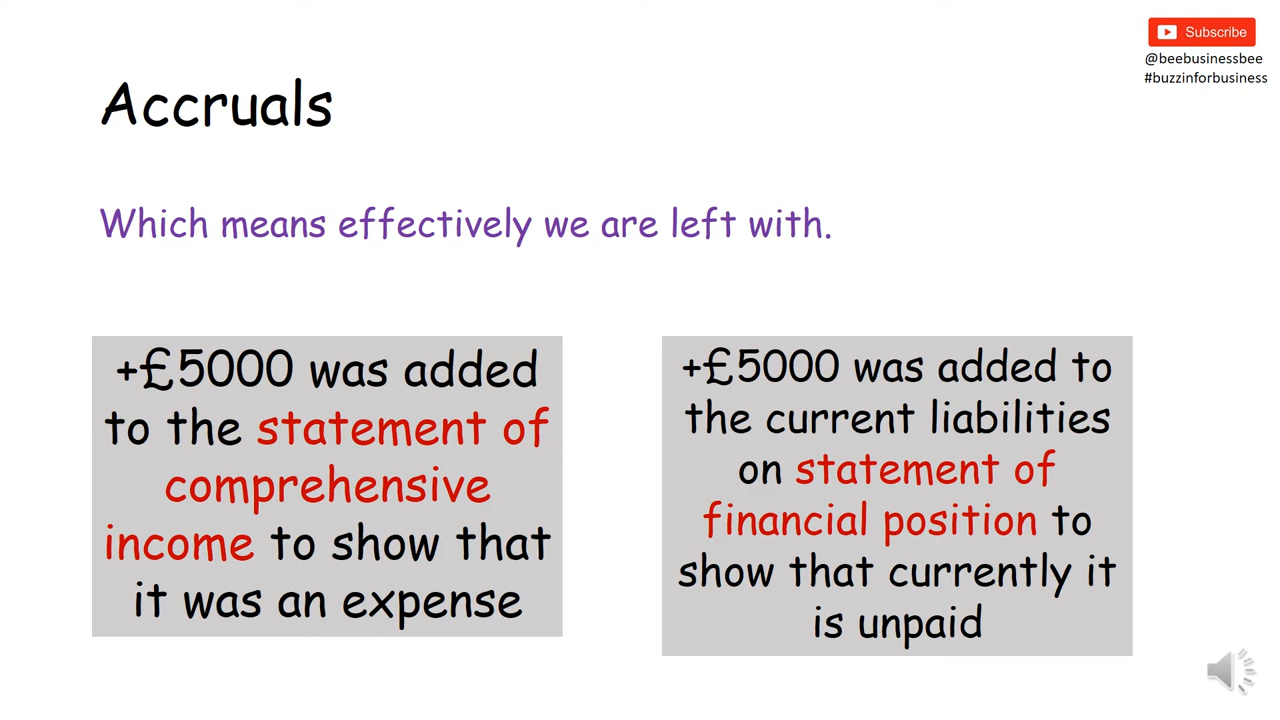 Subscribe
@beebusinessbee
#buzzinforbusiness
Accruals
Which means effectively we are left with.
+£5000 was added
to the statement of
comprehensive
income to show that
it was an expense
+£5000 was added to
the current liabilities
on statement of
financial position to
show that currently it
is unpaid